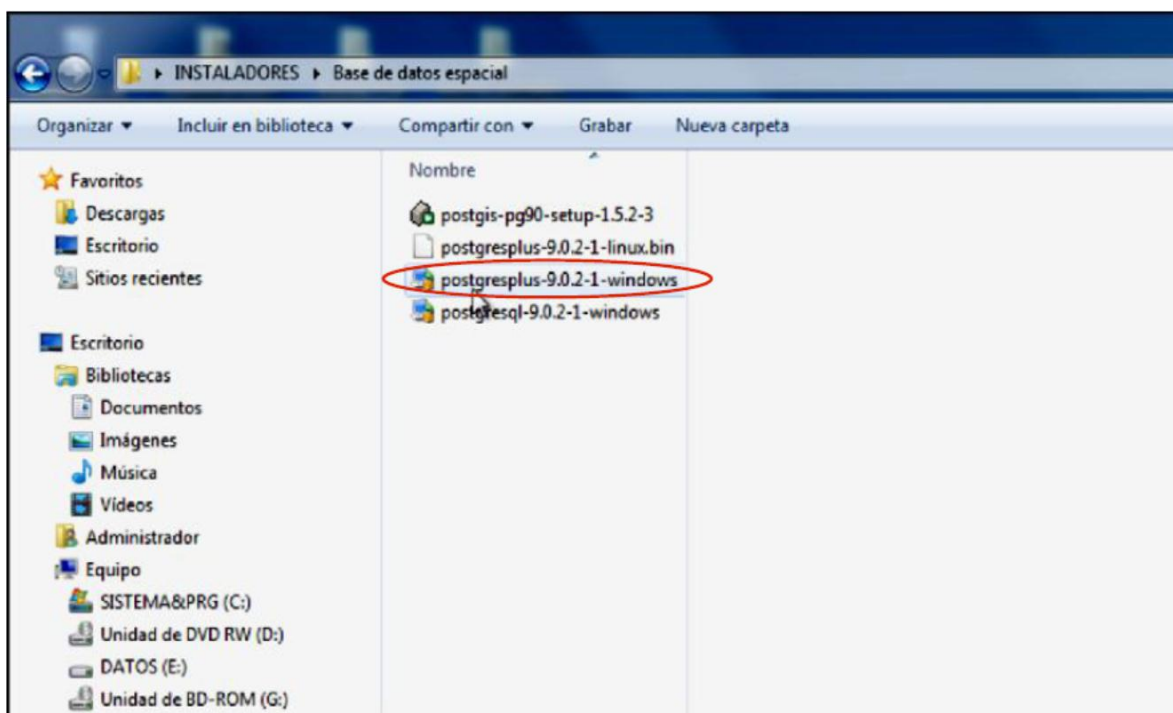 INSTALADORES ▸ Base de datos espacial
Organizar ▾ Incluir en biblioteca ▾ Compartir con ▾ Grabar Nueva carpeta
Favoritos
Descargas
Escritorio
Sitios recientes
Escritorio
Bibliotecas
Documentos
Imágenes
Música
Vídeos
Administrador
Equipo
SISTEMA&PRG (C:)
Unidad de DVD RW (D:)
DATOS (E:)
Unidad de BD-ROM (G:)
Nombre
postgis-pg90-setup-1.5.2-3
postgresplus-9.0.2-1-linux.bin
postgresplus-9.0.2-1-windows
postgresql-9.0.2-1-windows